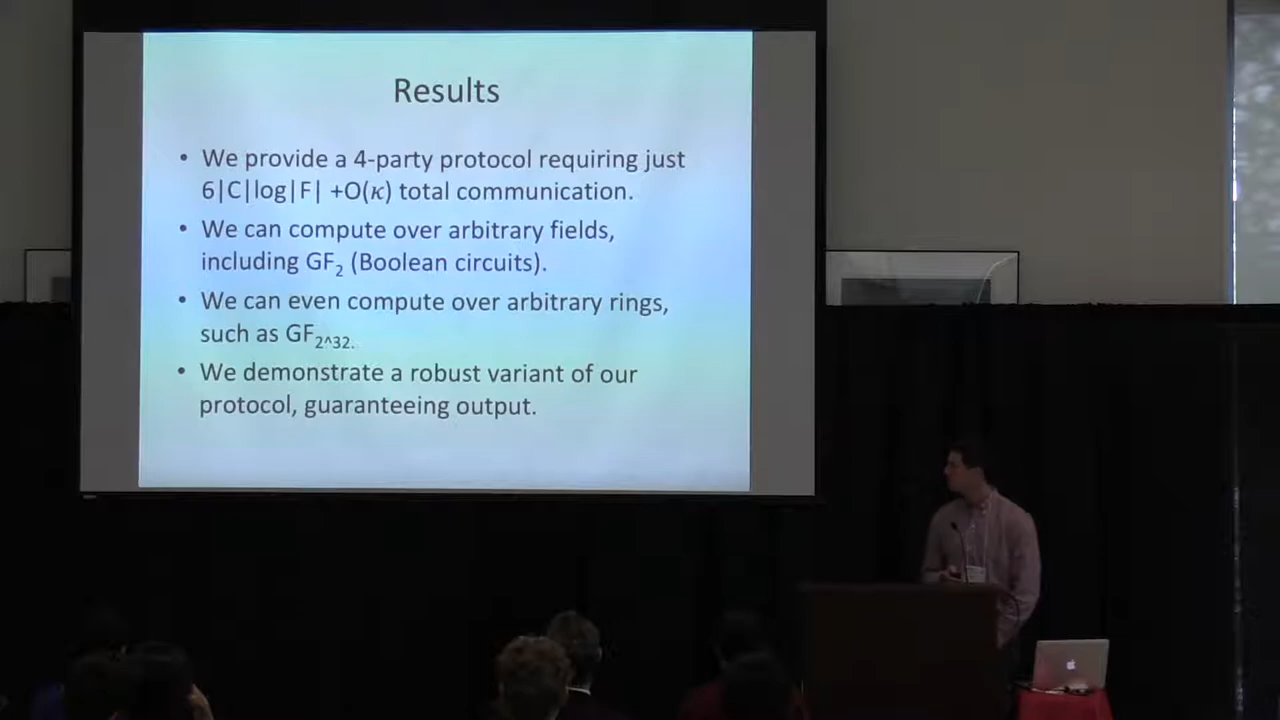 Results
• We provide a 4-party protocol requiring just
6|C|log|F| +O(κ) total communication.
• We can compute over arbitrary fields,
including GF₂ (Boolean circuits).
• We can even compute over arbitrary rings,
such as GF₂^₃₂.
• We demonstrate a robust variant of our
protocol, guaranteeing output.